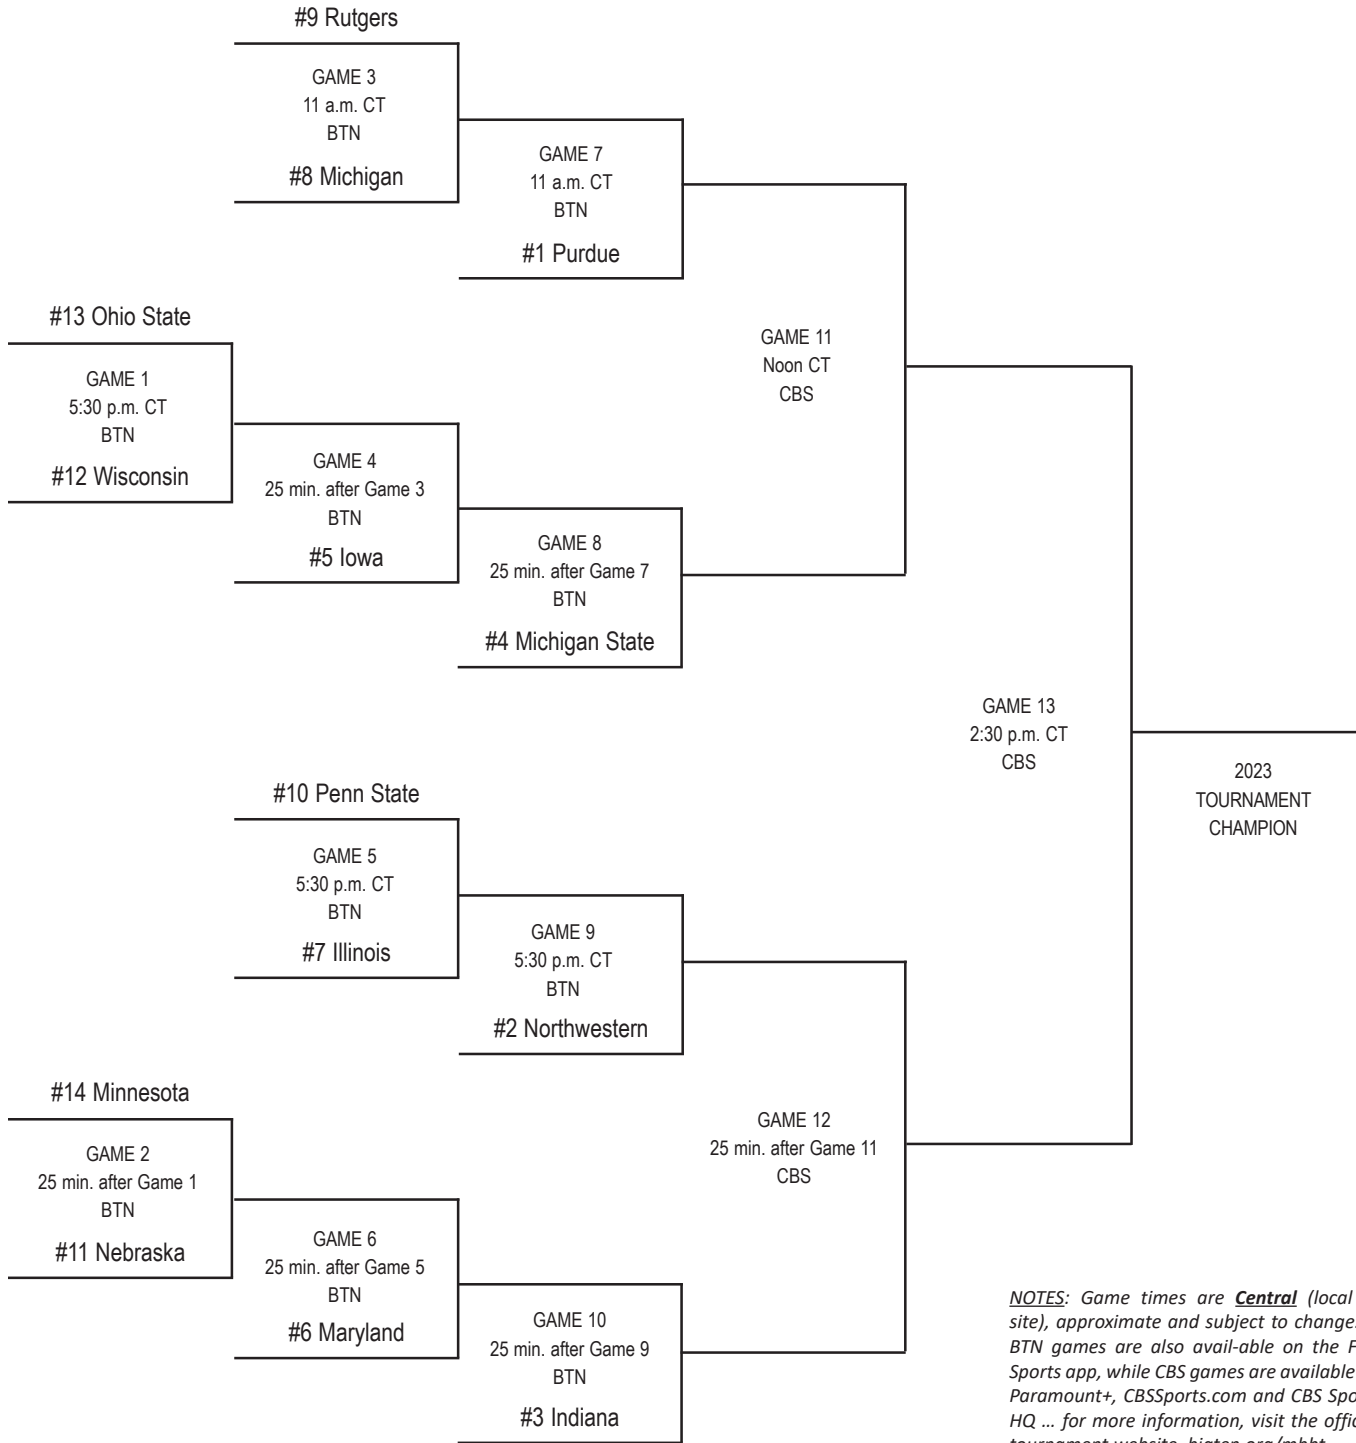 #9 Rutgers
GAME 3
11 a.m. CT
BTN
#8 Michigan
GAME 7
11 a.m. CT
BTN
#1 Purdue
#13 Ohio State
GAME 1
5:30 p.m. CT
BTN
#12 Wisconsin
GAME 4
25 min. after Game 3
BTN
#5 Iowa
GAME 8
25 min. after Game 7
BTN
#4 Michigan State
GAME 11
Noon CT
CBS
GAME 13
2:30 p.m. CT
CBS
2023
TOURNAMENT
CHAMPION
#10 Penn State
GAME 5
5:30 p.m. CT
BTN
#7 Illinois
GAME 9
5:30 p.m. CT
BTN
#2 Northwestern
#14 Minnesota
GAME 2
25 min. after Game 1
BTN
#11 Nebraska
GAME 6
25 min. after Game 5
BTN
#6 Maryland
GAME 10
25 min. after Game 9
BTN
#3 Indiana
GAME 12
25 min. after Game 11
CBS
NOTES: Game times are Central (local
site), approximate and subject to change
BTN games are also avail-able on the F
Sports app, while CBS games are available
Paramount+, CBSSports.com and CBS Spo
HQ ... for more information, visit the offic
tournament website, bigten.org/mbbt